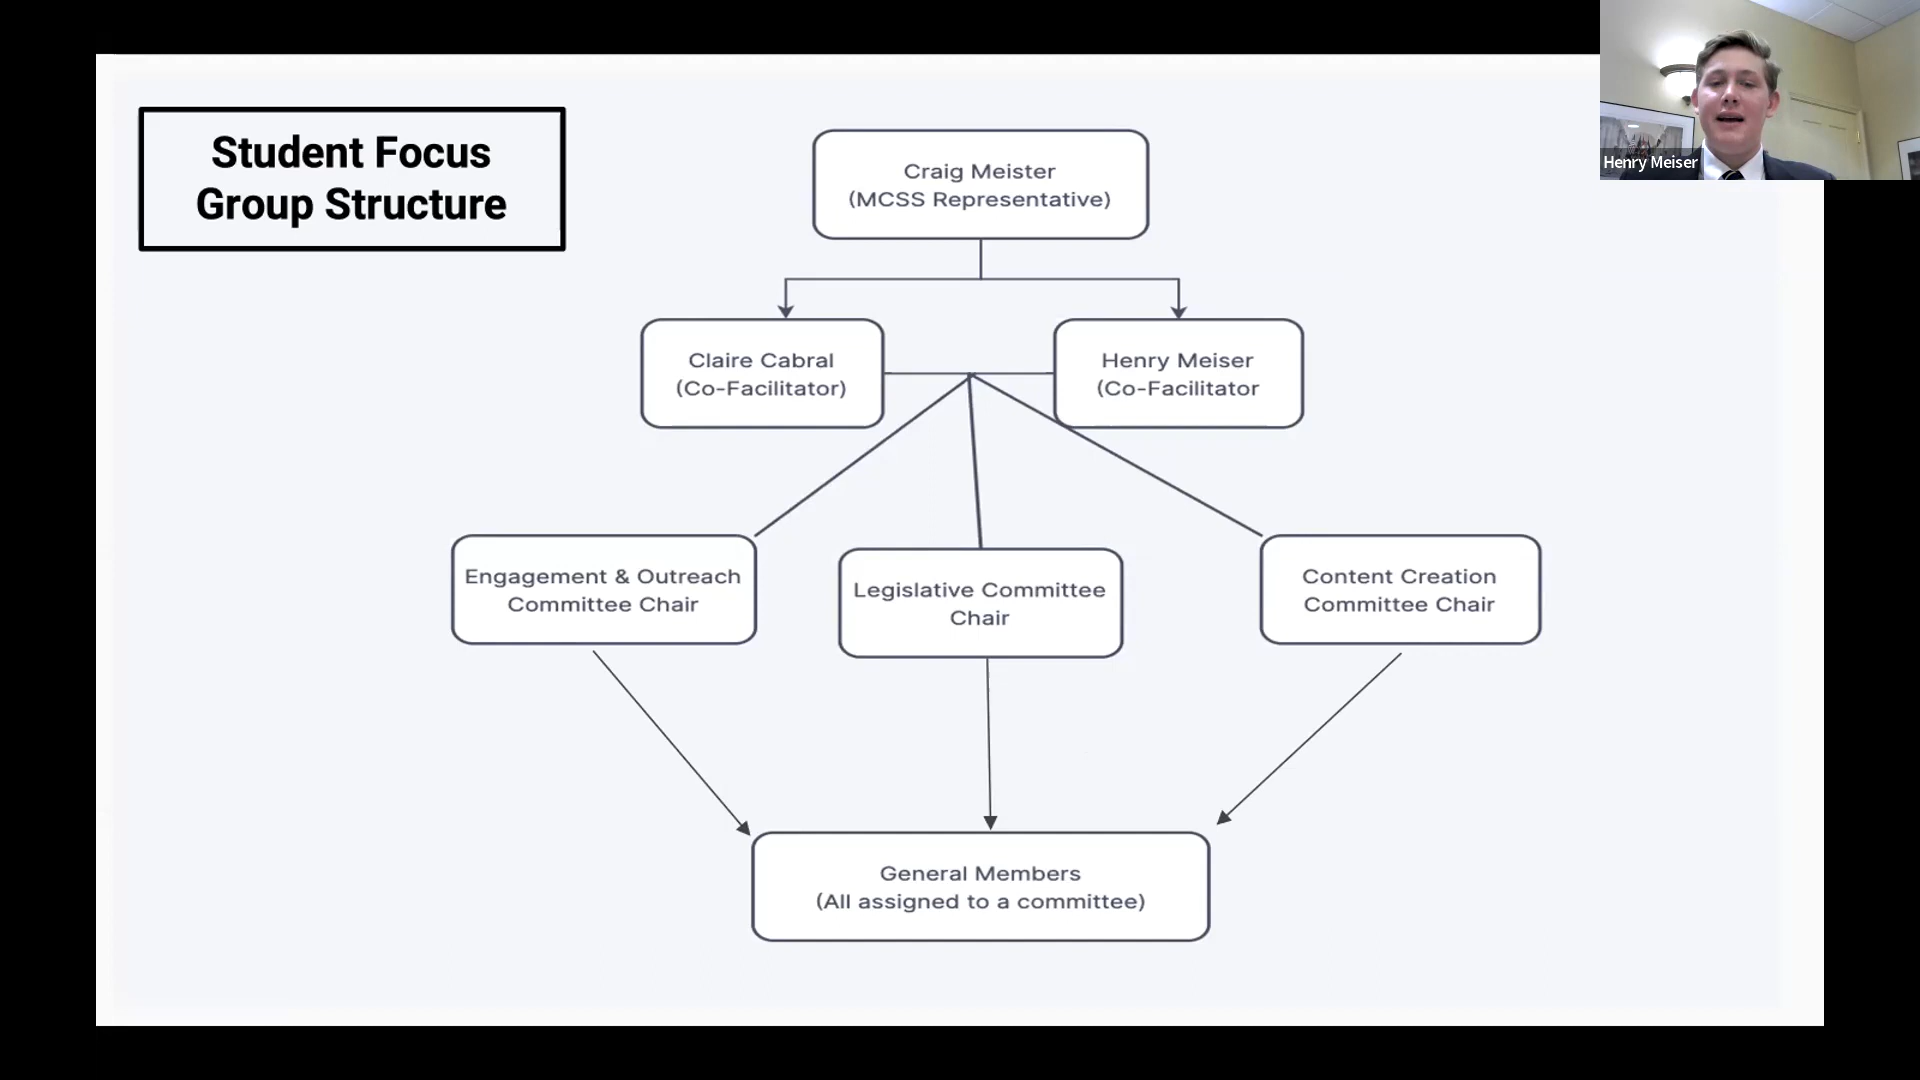 Student Focus
Group Structure
Craig Meister
(MCSS Representative)
Henry Meiser
Claire Cabral
(Co-Facilitator)
Henry Meiser
(Co-Facilitator
Engagement & Outreach
Committee Chair
Legislative Committee
Chair
Content Creation
Committee Chair
General Members
(All assigned to a committee)